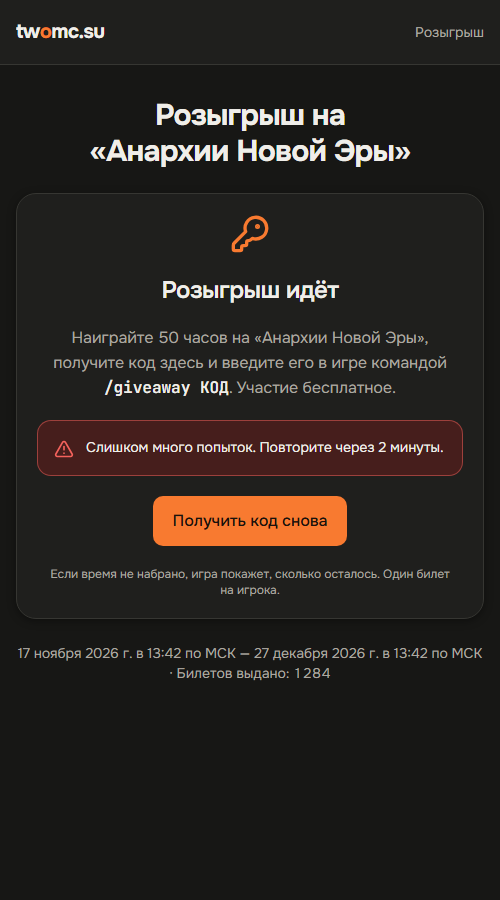 twomc.su
Розыгрыш
Розыгрыш на
«Анархии Новой Эры»
Розыгрыш идёт
Наиграйте 50 часов на «Анархии Новой Эры»,
получите код здесь и введите его в игре командой
/giveaway КОД. Участие бесплатное.
Слишком много попыток. Повторите через 2 минуты.
Получить код снова
Если время не набрано, игра покажет, сколько осталось. Один билет
на игрока.
17 ноября 2026 г. в 13:42 по МСК — 27 декабря 2026 г. в 13:42 по МСК
· Билетов выдано: 1 284